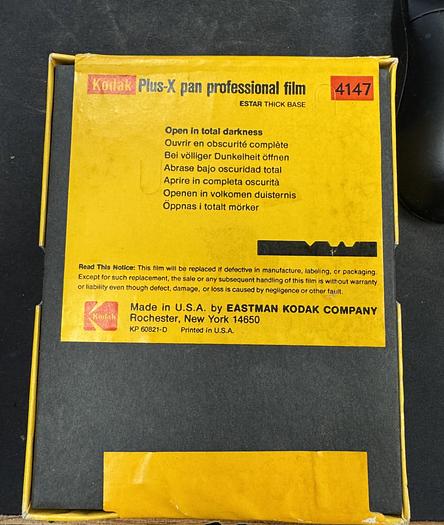 Kodak Plus-X pan professional film 4147
ESTAR THICK BASE
Open in total darkness
Ouvrir en obscurité complète
Bei völliger Dunkelheit öffnen
Abrase bajo oscuridad total
Aprire in completa oscurità
Openen in volkomen duisternis
Öppnas i totalt mörker
Read This Notice: This film will be replaced if defective in manufacture, labeling, or packaging.
Except for such replacement, the sale or any subsequent handling of this film is without warranty
or liability even though defect, damage, or loss is caused by negligence or other fault.
Kodak
Made in U.S.A. by EASTMAN KODAK COMPANY
Rochester, New York 14650
KP 60821-D Printed in U.S.A.